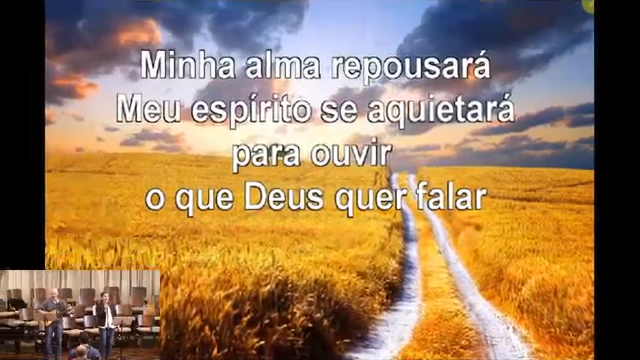 Minha alma repousará
Meu espírito se aquietará
para ouvir
o que Deus quer falar